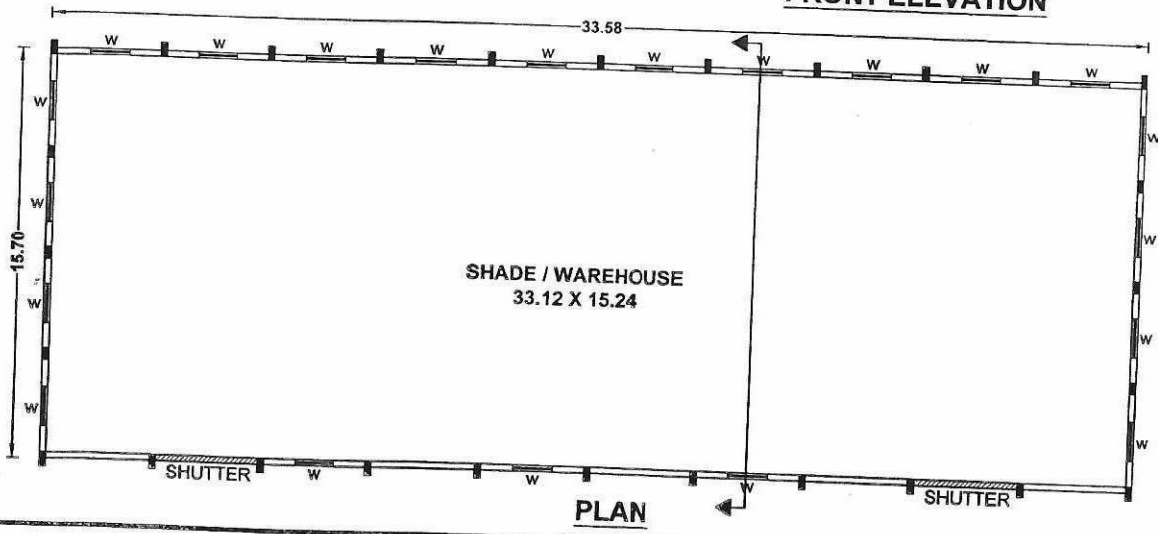 FRONT ELEVATION
33.58
W W W W W W W W W W
W
W
W
W
15.70
SHADE / WAREHOUSE
33.12 X 15.24
W
W
W
W
SHUTTER
W
W
W
SHUTTER
PLAN